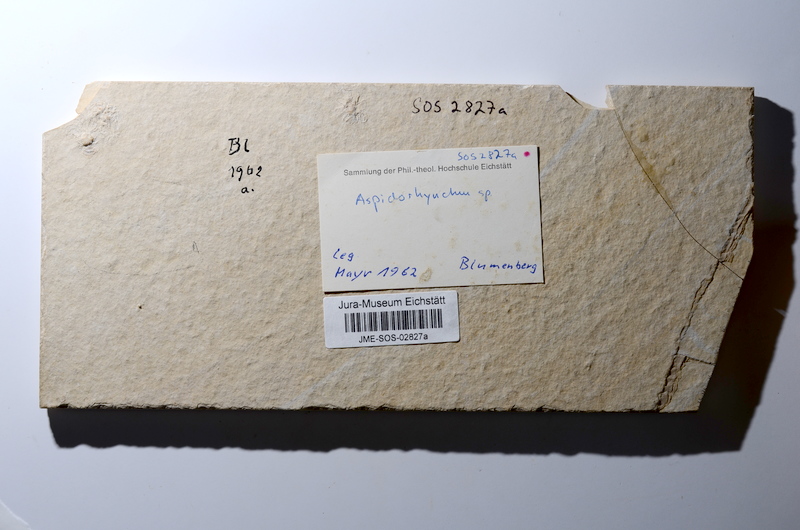 SOS 2827a
Bl
1962
a.
SOS 2827a
Sammlung der Phil.-theol. Hochschule Eichstätt
Aspidorhynchus sp
leg
Mayr 1962
Blumenberg
Jura-Museum Eichstätt
JME-SOS-02827a